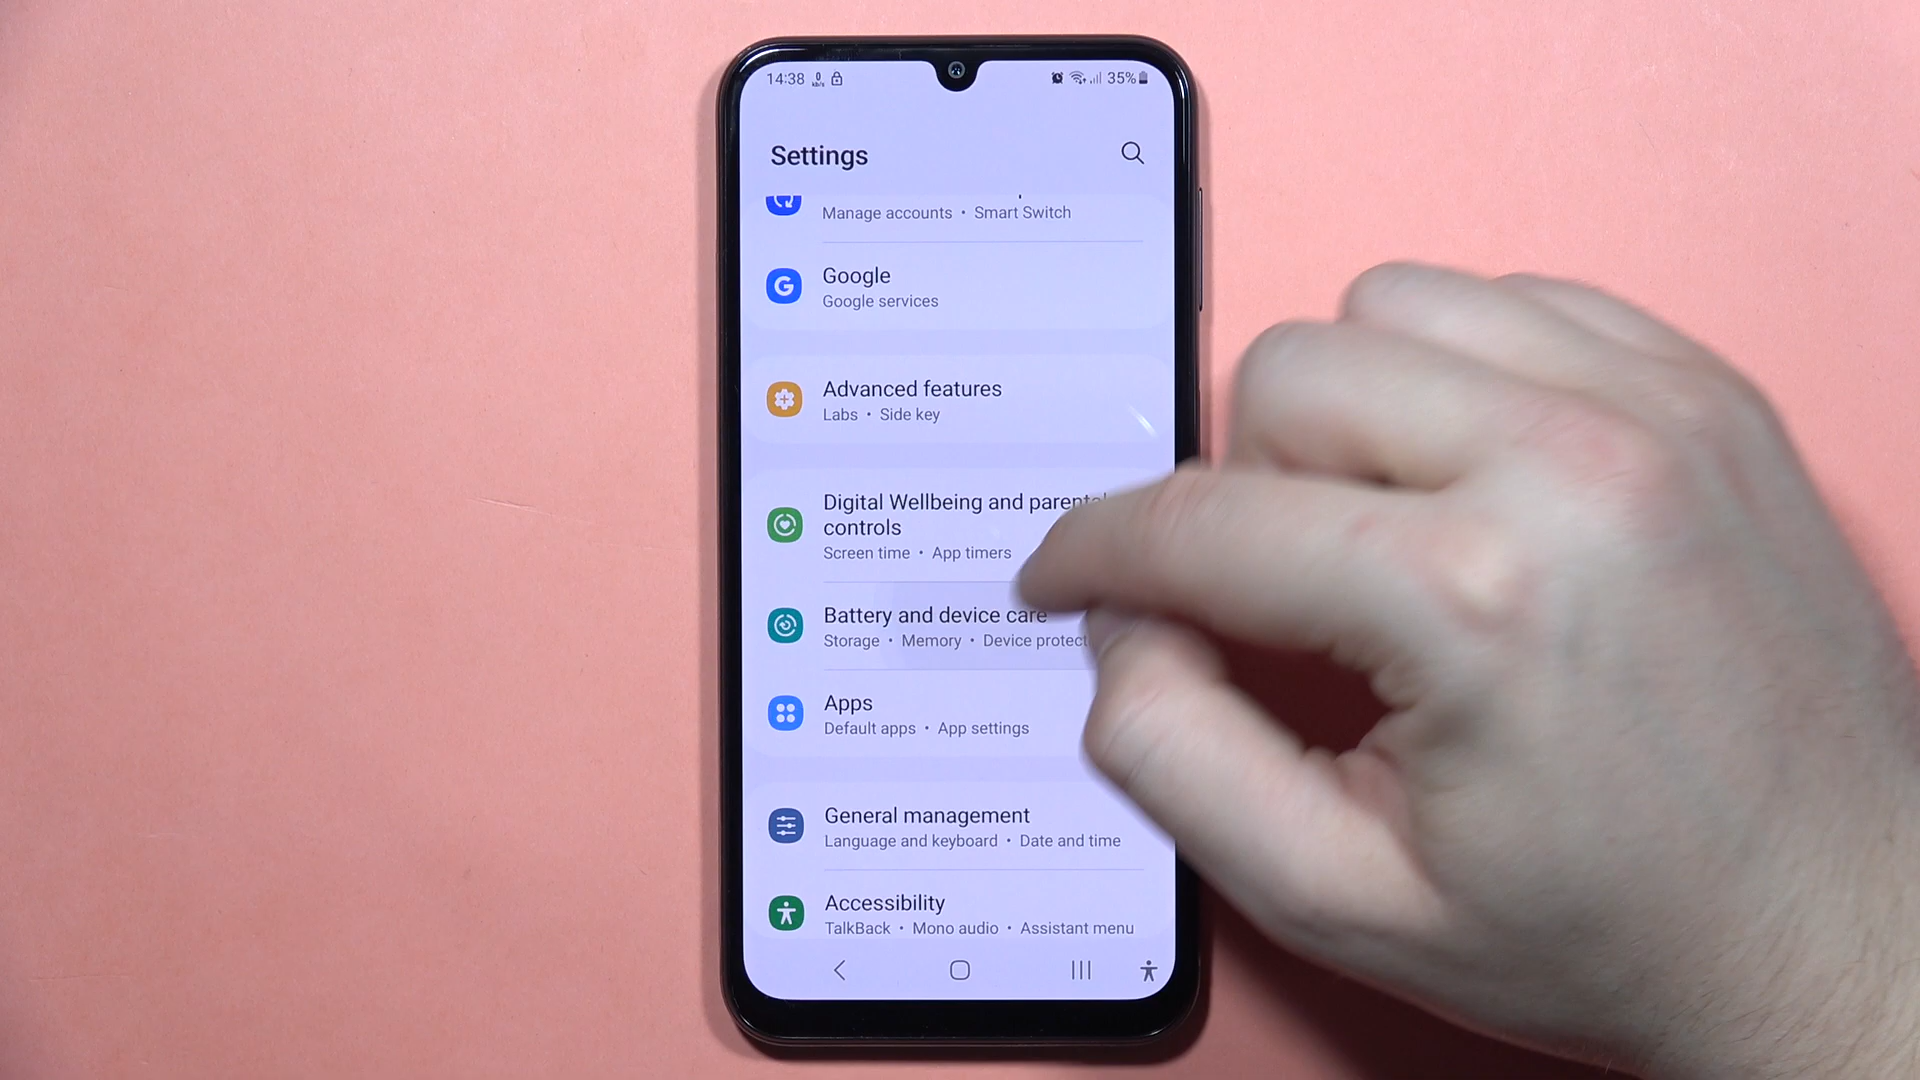 14:38 0 KB/s 35%
Settings
Manage accounts • Smart Switch
Google
Google services
Advanced features
Labs • Side key
Digital Wellbeing and
controls
Screen time • App timers
Battery and device care
Storage • Memory • Device
Apps
Default apps • App settings
General management
Language and keyboard • Date and time
Accessibility
TalkBack • Mono audio • Assistant menu